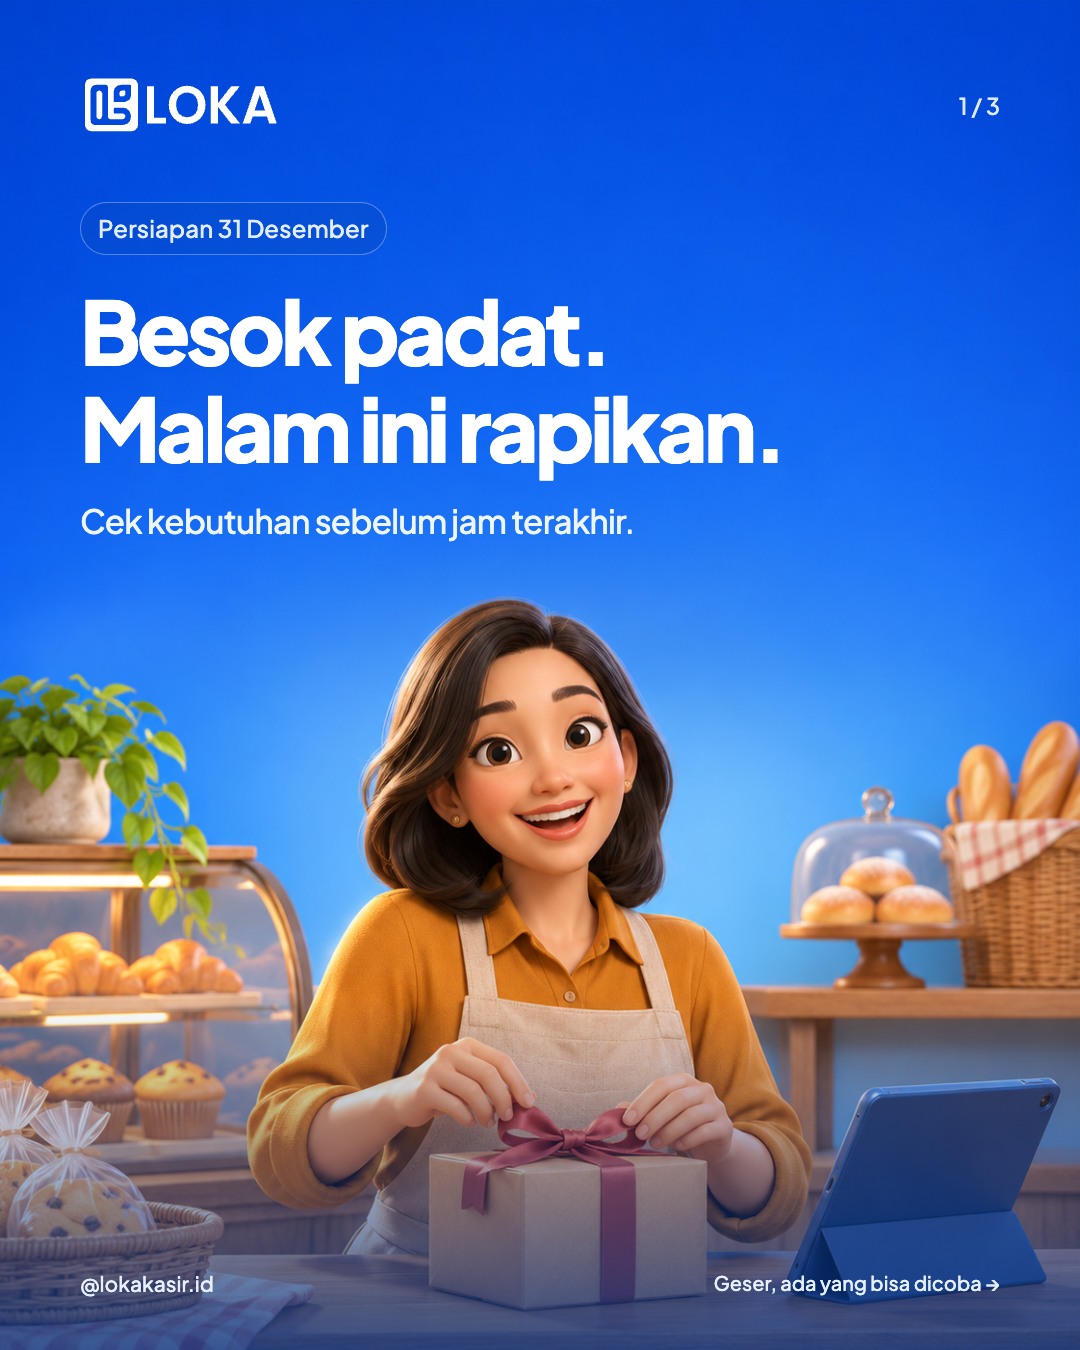 LOKA
1 / 3
Persiapan 31 Desember
Besok padat.
Malam ini rapikan.
Cek kebutuhan sebelum jam terakhir.
@lokakasir.id
Geser, ada yang bisa dicoba →